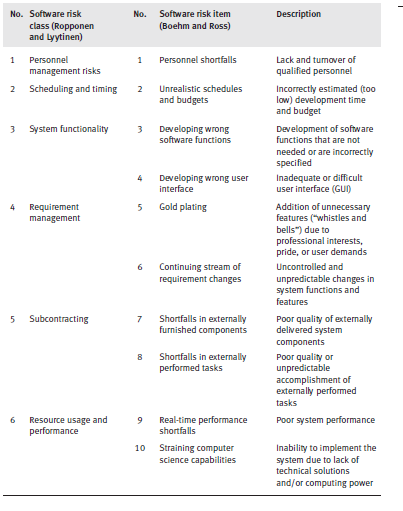 No. Software risk class (Ropponen and Lyytinen) No. Software risk item (Boehm and Ross) Description
1 Personnel management risks 1 Personnel shortfalls Lack and turnover of qualified personnel
2 Scheduling and timing 2 Unrealistic schedules and budgets Incorrectly estimated (too low) development time and budget
3 System functionality 3 Developing wrong software functions Development of software functions that are not needed or are incorrectly specified
4 Developing wrong user interface Inadequate or difficult user interface (GUI)
4 Requirement management 5 Gold plating Addition of unnecessary features (“whistles and bells”) due to professional interests, pride, or user demands
6 Continuing stream of requirement changes Uncontrolled and unpredictable changes in system functions and features
5 Subcontracting 7 Shortfalls in externally furnished components Poor quality of externally delivered system components
8 Shortfalls in externally performed tasks Poor quality or unpredictable accomplishment of externally performed tasks
6 Resource usage and performance 9 Real-time performance shortfalls Poor system performance
10 Straining computer science capabilities Inability to implement the system due to lack of technical solutions and/or computing power